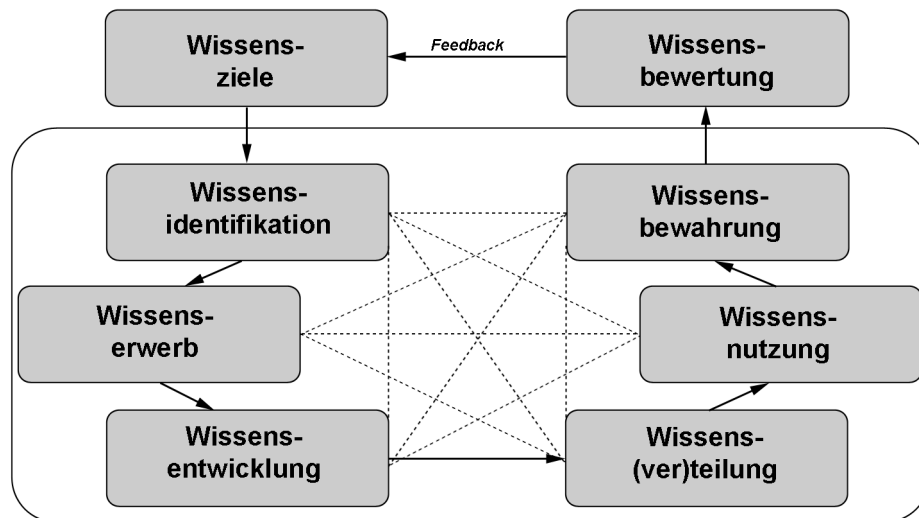 Wissens-
ziele
Feedback
Wissens-
bewertung
Wissens-
identifikation
Wissens-
bewahrung
Wissens-
erwerb
Wissens-
nutzung
Wissens-
entwicklung
Wissens-
(ver)teilung